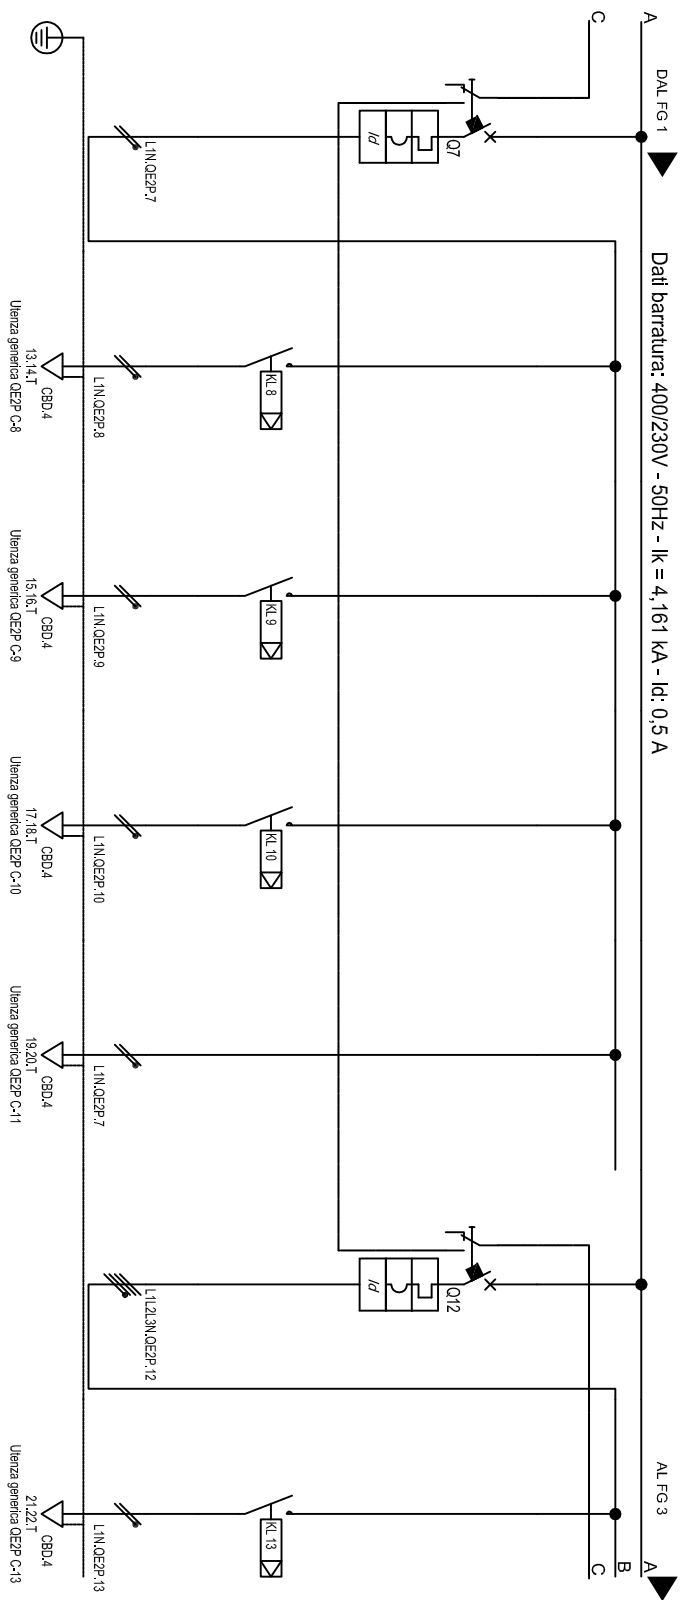 DAL FG 1
AL FG 3
Dati barratura: 400/230V - 50Hz - Ik = 4,161 kA - Id: 0,5 A
A
A
B
C
C
Q7
Id
L1N.QE2P.7
KL 8
L1N.QE2P.8
CBD.4
13.14.T
Utenza generica QE2P C-8
KL 9
L1N.QE2P.9
CBD.4
15.16.T
Utenza generica QE2P C-9
KL 10
L1N.QE2P.10
CBD.4
17.18.T
Utenza generica QE2P C-10
L1N.QE2P.7
CBD.4
19.20.T
Utenza generica QE2P C-11
Q12
Id
L1L2L3N.QE2P.12
KL 13
L1N.QE2P.13
CBD.4
21.22.T
Utenza generica QE2P C-13